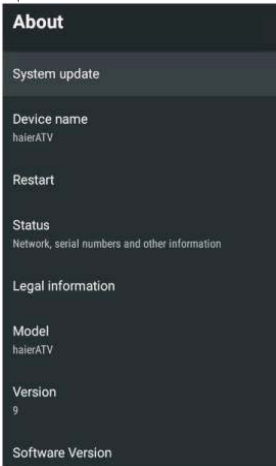 About
System update
Device name
haierATV
Restart
Status
Network, serial numbers and other information
Legal information
Model
haierATV
Version
9
Software Version